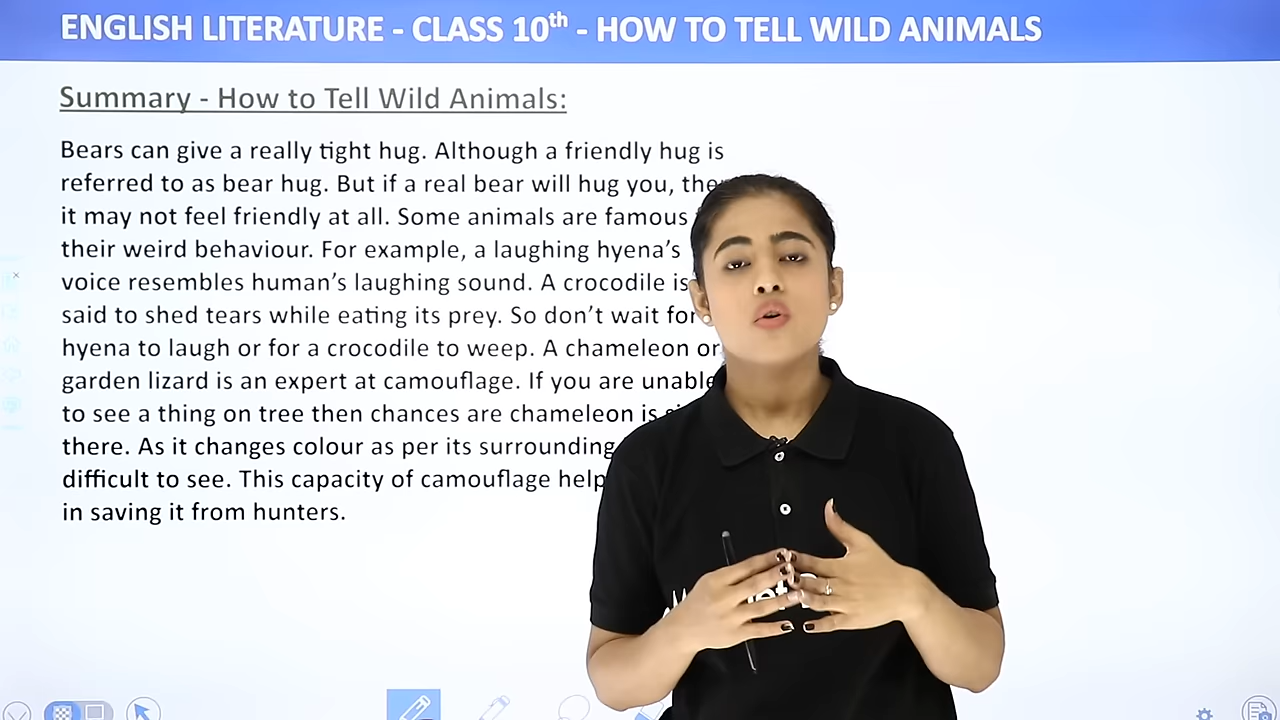 ENGLISH LITERATURE - CLASS 10th - HOW TO TELL WILD ANIMALS
Summary - How to Tell Wild Animals:
Bears can give a really tight hug. Although a friendly hug is
referred to as bear hug. But if a real bear will hug you,
it may not feel friendly at all. Some animals are famous
their weird behaviour. For example, a laughing hyena's
voice resembles human's laughing sound. A crocodile is
said to shed tears while eating its prey. So don't wait for
hyena to laugh or for a crocodile to weep. A chameleon or
garden lizard is an expert at camouflage. If you are unable
to see a thing on tree then chances are chameleon is
there. As it changes colour as per its surrounding
difficult to see. This capacity of camouflage
in saving it from hunters.